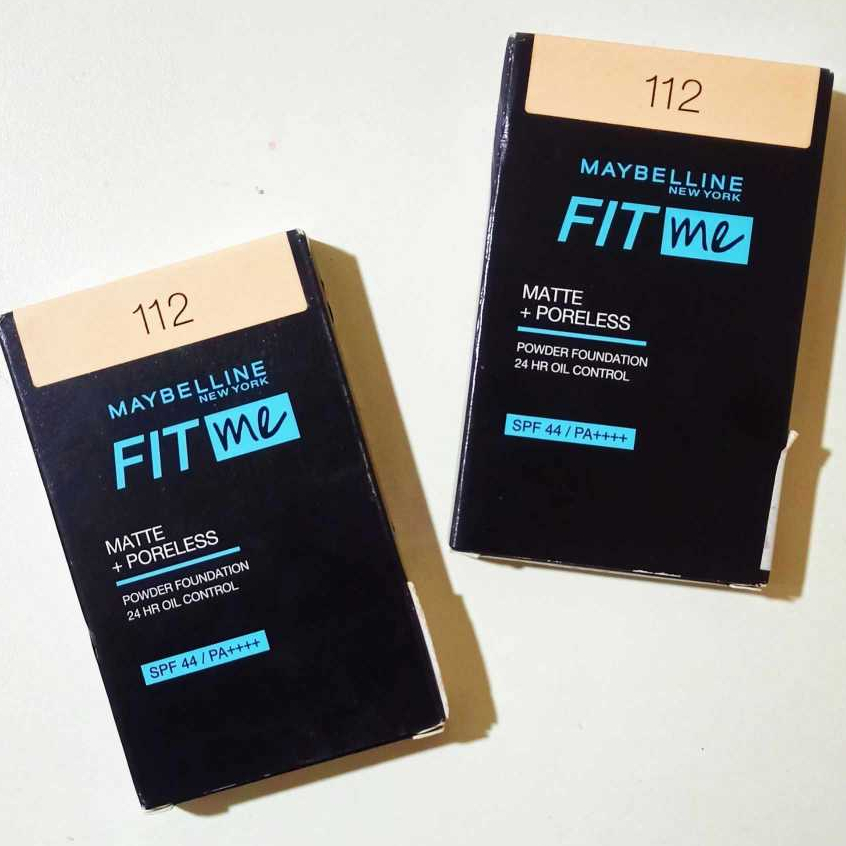 112
MAYBELLINE
NEW YORK
FIT me
MATTE
+ PORELESS
POWDER FOUNDATION
24 HR OIL CONTROL
SPF 44 / PA++++
112
MAYBELLINE
NEW YORK
FIT me
MATTE
+ PORELESS
POWDER FOUNDATION
24 HR OIL CONTROL
SPF 44 / PA++++